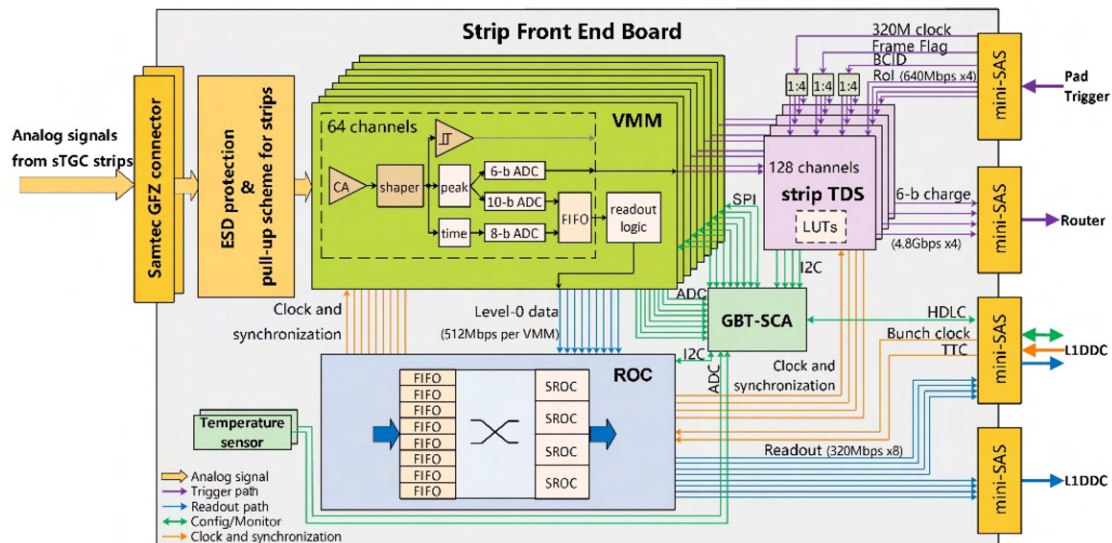 Strip Front End Board
320M clock
Frame Flag
BCID
RoI (640Mbps x4)
1:4
1:4
1:4
mini-SAS
Pad
Trigger
Analog signals
from sTGC strips
Samtec GFZ connector
ESD protection
&
pull-up scheme for strips
64 channels
VMM
CA
shaper
peak
time
6-b ADC
10-b ADC
8-b ADC
FIFO
readout
logic
128 channels
strip TDS
LUTs
6-b charge
(4.8Gbps x4)
mini-SAS
Router
SPI
I2C
ADC
GBT-SCA
HDLC
Bunch clock
TTC
mini-SAS
L1DDC
Clock and
synchronization
Level-0 data
(512Mbps per VMM)
I2C
ADC
Clock and
synchronization
ROC
FIFO
FIFO
FIFO
FIFO
FIFO
FIFO
FIFO
FIFO
SROC
SROC
SROC
SROC
Readout (320Mbps x8)
mini-SAS
L1DDC
Temperature
sensor
Analog signal
Trigger path
Readout path
Config/Monitor
Clock and synchronization